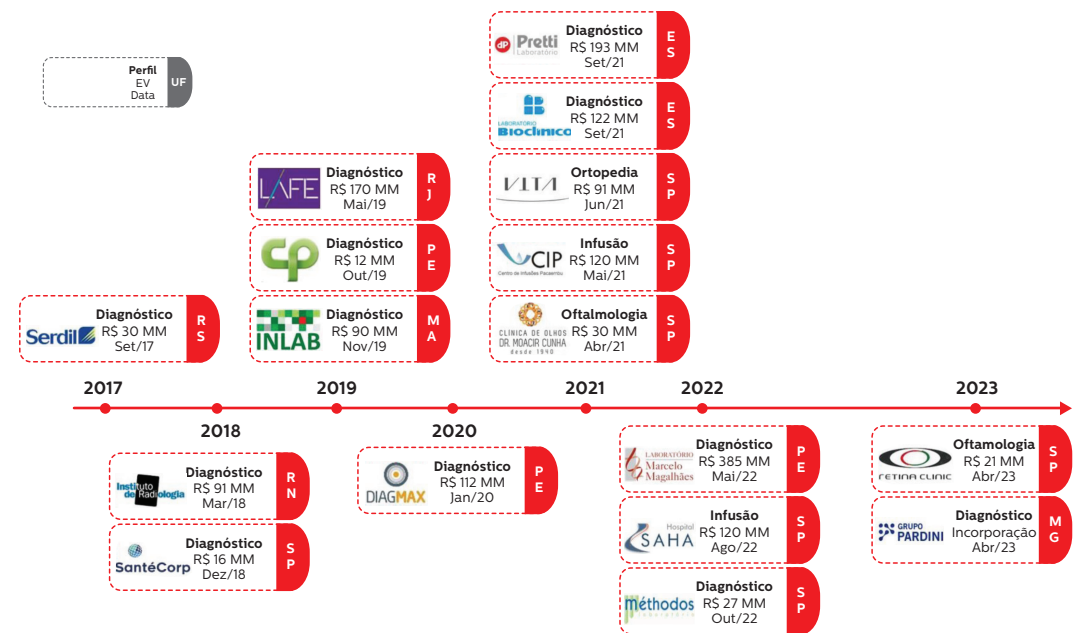 Perfil
EV
Data
UF
dP Pretti
Laboratório
Diagnóstico
R$ 193 MM
Set/21
ES
LABORATÓRIO
Bioclínico
Diagnóstico
R$ 122 MM
Set/21
ES
LAFE
Diagnóstico
R$ 170 MM
Mai/19
RJ
VITA
Ortopedia
R$ 91 MM
Jun/21
SP
CP
Diagnóstico
R$ 12 MM
Out/19
PE
CIP
Centro de Infusões Pacaembu
Infusão
R$ 120 MM
Mai/21
SP
Serdil
Diagnóstico
R$ 30 MM
Set/17
RS
INLAB
Diagnóstico
R$ 90 MM
Nov/19
MA
CLÍNICA DE OLHOS
DR. MOACIR CUNHA
desde 1940
Oftalmologia
R$ 30 MM
Abr/21
SP
2017
2019
2021
2022
2023
2018
2020
Instituto
de Radiologia
Diagnóstico
R$ 91 MM
Mar/18
RN
DIAGMAX
Diagnóstico
R$ 112 MM
Jan/20
PE
LABORATÓRIO
Marcelo
Magalhães
Diagnóstico
R$ 385 MM
Mai/22
PE
RETINA CLINIC
Oftamologia
R$ 21 MM
Abr/23
SP
SantéCorp
Diagnóstico
R$ 16 MM
Dez/18
SP
Hospital
SAHA
Infusão
R$ 120 MM
Ago/22
SP
GRUPO
PARDINI
Diagnóstico
Incorporação
Abr/23
MG
méthodos
laboratório
Diagnóstico
R$ 27 MM
Out/22
SP